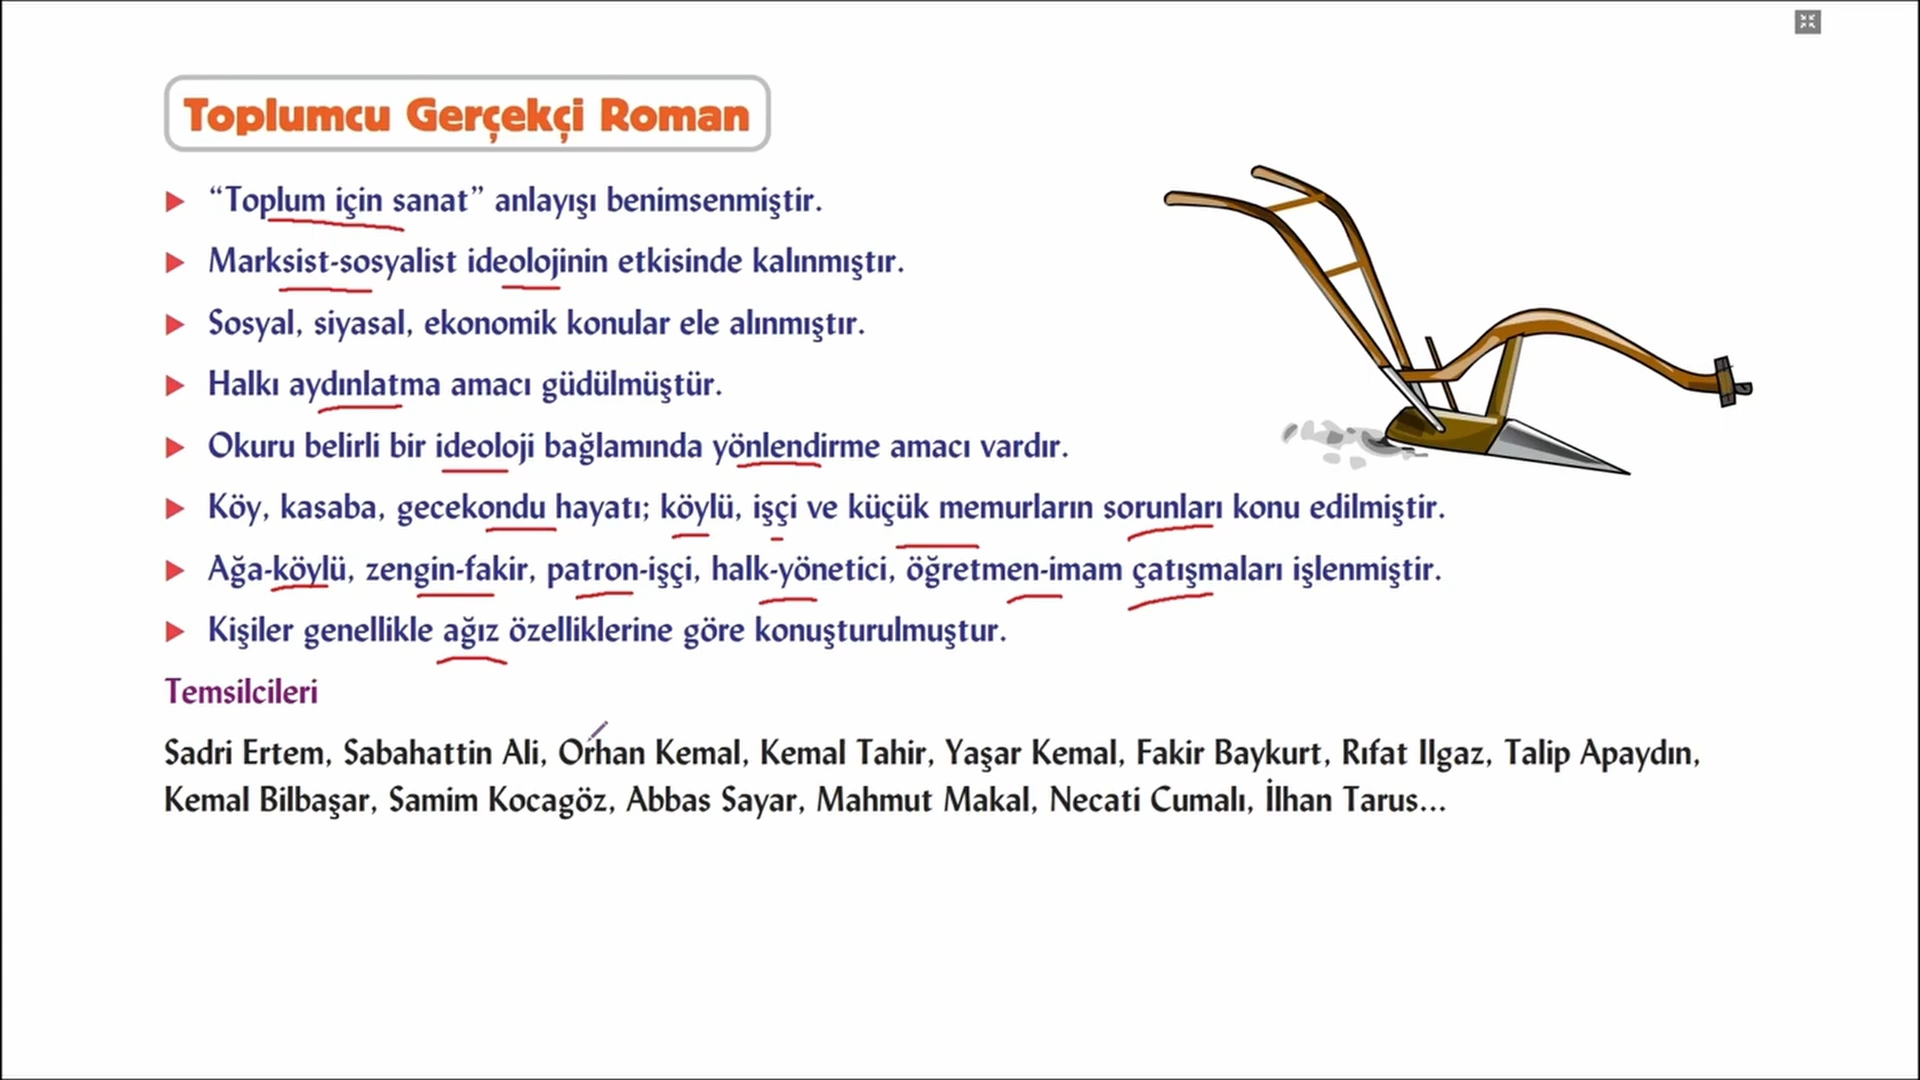 Toplumcu Gerçekçi Roman
“Toplum için sanat” anlayışı benimsenmiştir.
Marksist-sosyalist ideolojinin etkisinde kalınmıştır.
Sosyal, siyasal, ekonomik konular ele alınmıştır.
Halkı aydınlatma amacı güdülmüştür.
Okuru belirli bir ideoloji bağlamında yönlendirme amacı vardır.
Köy, kasaba, gecekondu hayatı; köylü, işçi ve küçük memurların sorunları konu edilmiştir.
Ağa-köylü, zengin-fakir, patron-işçi, halk-yönetici, öğretmen-imam çatışmaları işlenmiştir.
Kişiler genellikle ağız özelliklerine göre konuşturulmuştur.
Temsilcileri
Sadri Ertem, Sabahattin Ali, Orhan Kemal, Kemal Tahir, Yaşar Kemal, Fakir Baykurt, Rıfat Ilgaz, Talip Apaydın,
Kemal Bilbaşar, Samim Kocagöz, Abbas Sayar, Mahmut Makal, Necati Cumalı, İlhan Tarus...